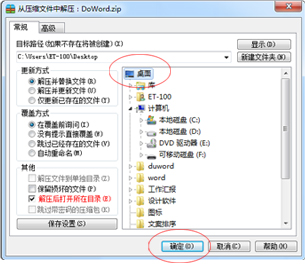 从压缩文件中解压：DoWord.zip
常规 高级
目标路径 (如果不存在将被创建) (I)
显示(D)
C:\Users\ET-100\Desktop
新建文件夹(E)
更新方式
解压并替换文件(R)
解压并更新文件(U)
仅更新已存在的文件(F)
覆盖方式
在覆盖前询问(K)
没有提示直接覆盖(W)
跳过已经存在的文件(S)
自动重命名(M)
其他
解压文件到单独目录(L)
保留损坏的文件(B)
解压后打开所在目录(X)
跳过带密码的压缩包(G)
保存设置(S)
桌面
库
ET-100
计算机
本地磁盘 (C:)
本地磁盘 (D:)
DVD 驱动器 (E:)
可移动磁盘 (F:)
duword
word
工作汇报
设计软件
图标
文案排序
确定(O)
取消(C)
帮助(H)